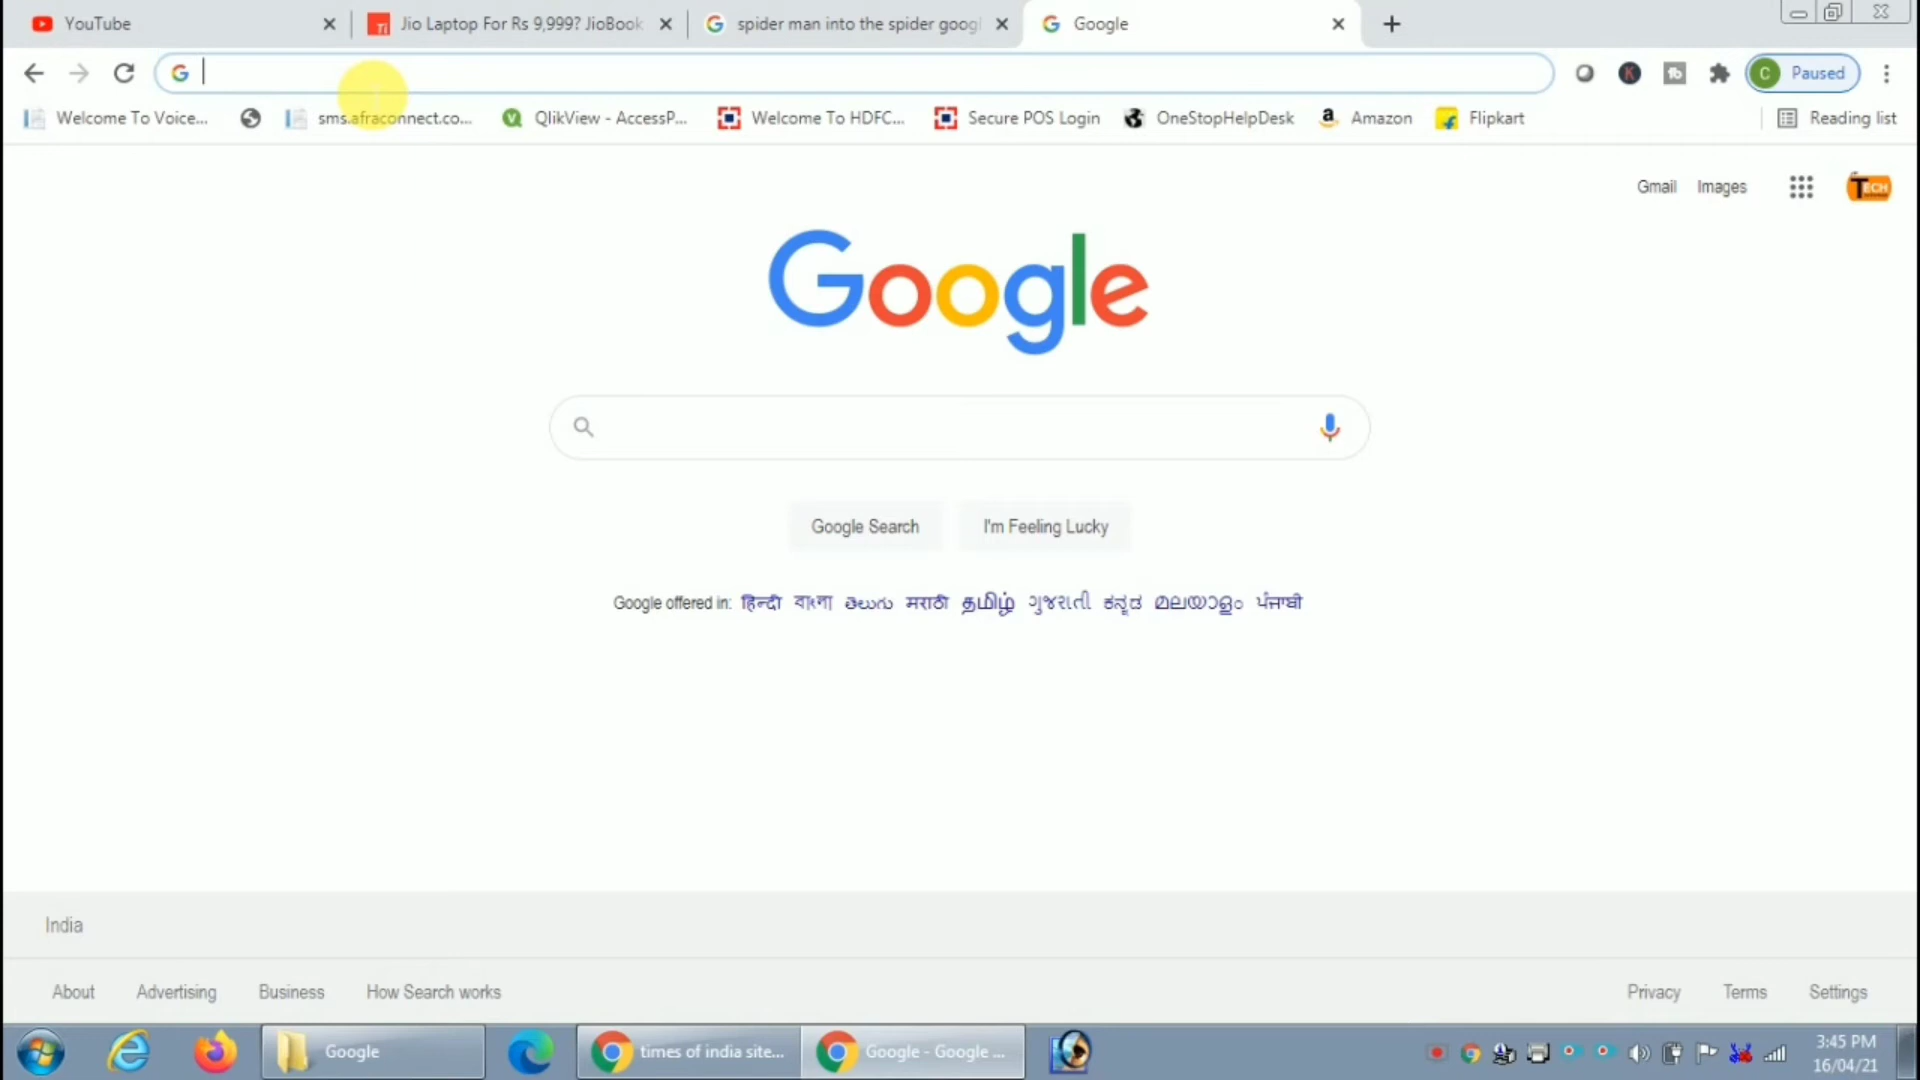 YouTube
Jio Laptop For Rs 9,999? JioBook
spider man into the spider googl
Google
Paused
Welcome To Voice...
sms.afraconnect.co...
QlikView - AccessP...
Welcome To HDFC...
Secure POS Login
OneStopHelpDesk
Amazon
Flipkart
Reading list
Gmail Images
TECH
Google
Google Search
I'm Feeling Lucky
Google offered in: हिन्दी বাংলা తెలుగు मराठी தமிழ் ગુજરાતી ಕನ್ನಡ മലയാളം ਪੰਜਾਬੀ
India
About Advertising Business How Search works
Privacy Terms Settings
Google
times of india site...
Google - Google ...
3:45 PM
16/04/21